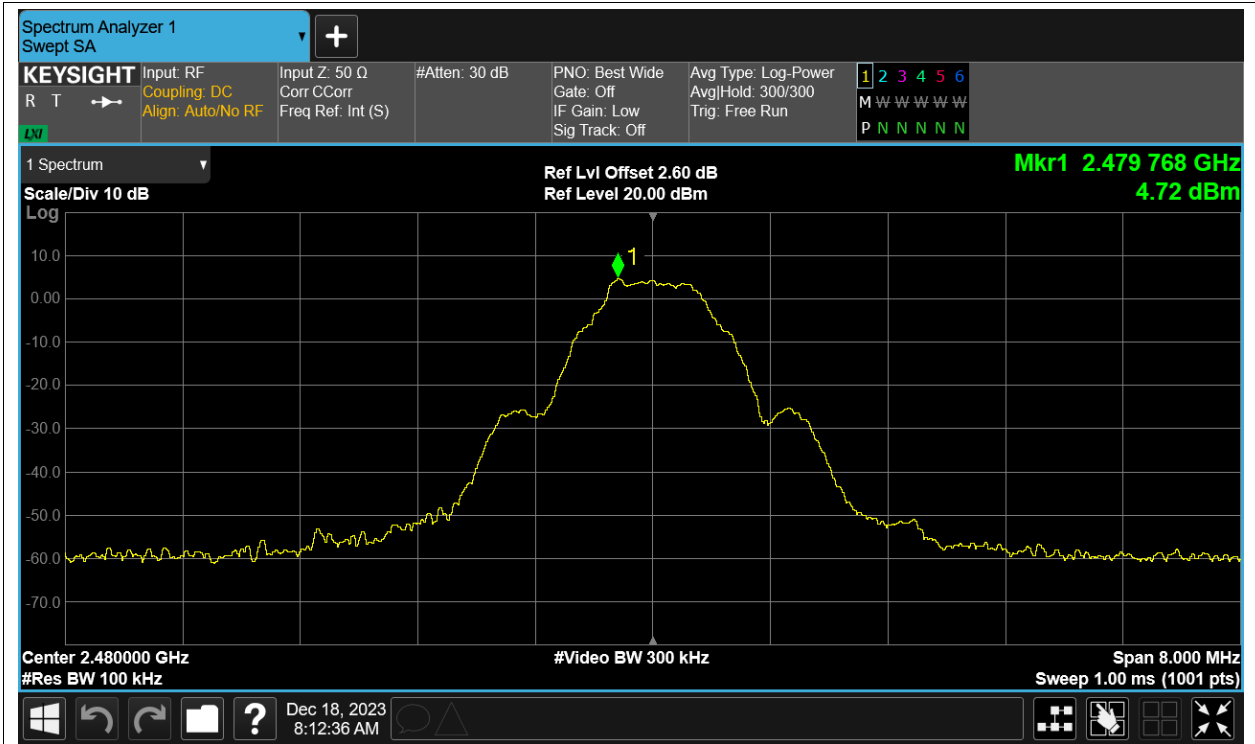 Spectrum Analyzer 1
Swept SA
KEYSIGHT
R T
LXI
Input: RF
Coupling: DC
Align: Auto/No RF
Input Z: 50 Ω
Corr CCorr
Freq Ref: Int (S)
#Atten: 30 dB
PNO: Best Wide
Gate: Off
IF Gain: Low
Sig Track: Off
Avg Type: Log-Power
Avg|Hold: 300/300
Trig: Free Run
1 2 3 4 5 6
M W W W W W
P N N N N N
1 Spectrum
Scale/Div 10 dB
Log
Ref Lvl Offset 2.60 dB
Ref Level 20.00 dBm
Mkr1 2.479 768 GHz
4.72 dBm
1
10.0
0.00
-10.0
-20.0
-30.0
-40.0
-50.0
-60.0
-70.0
Center 2.480000 GHz
#Video BW 300 kHz
Span 8.000 MHz
#Res BW 100 kHz
Sweep 1.00 ms (1001 pts)
?
Dec 18, 2023
8:12:36 AM